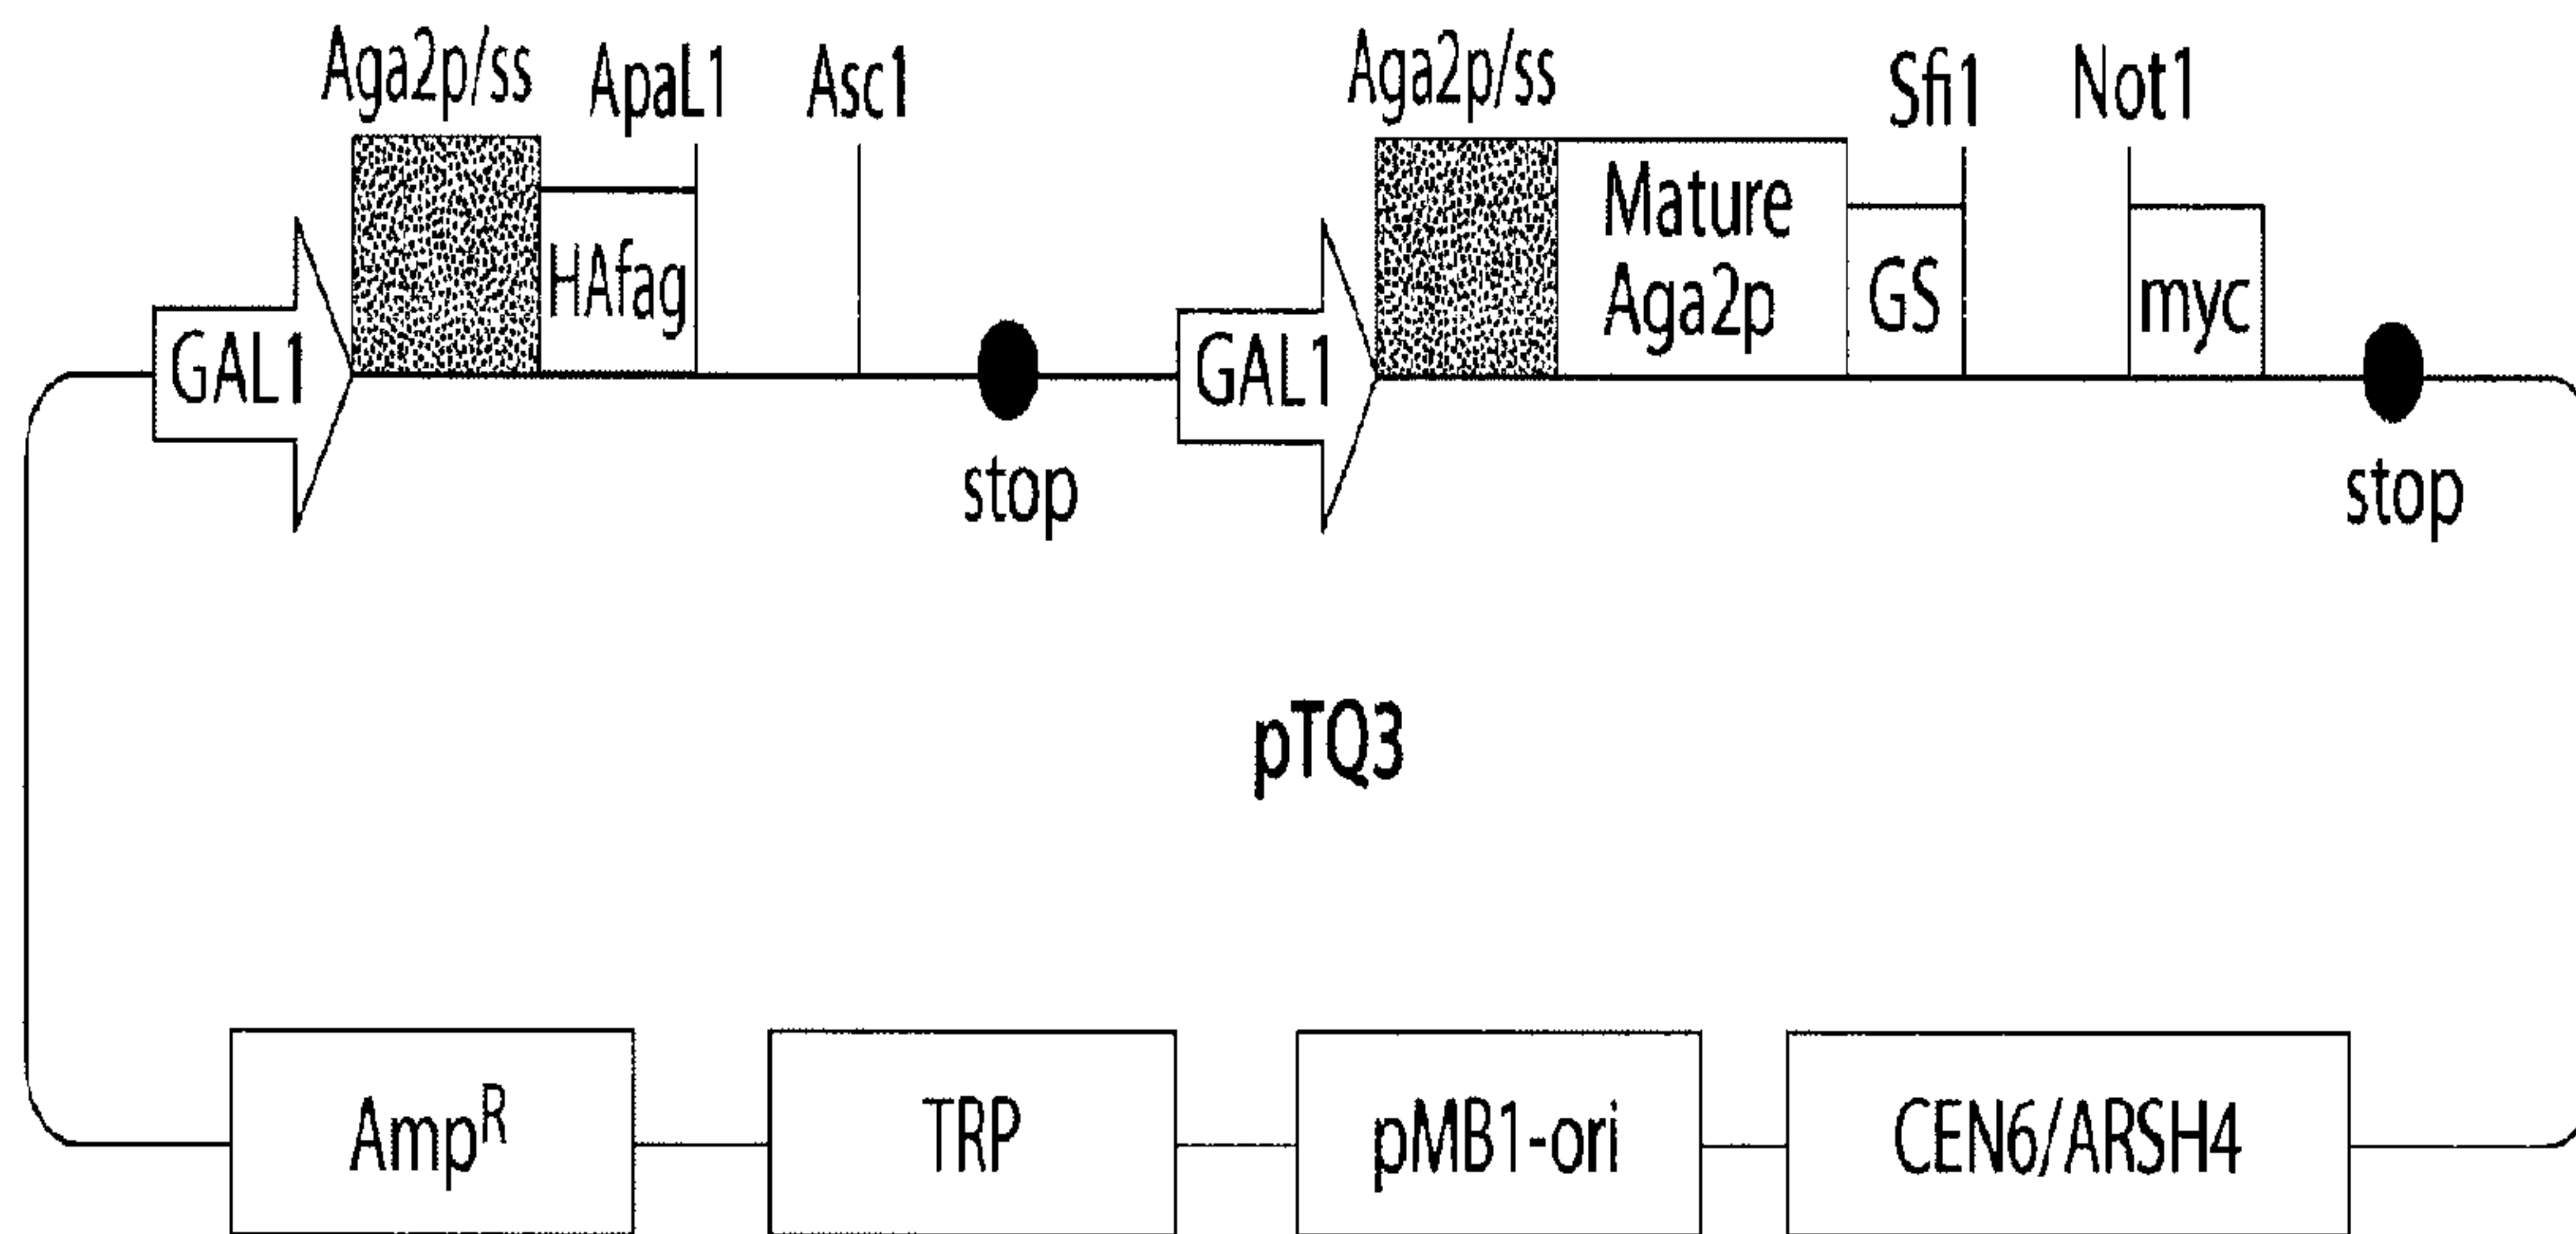 Aga2p/ss ApaL1 Asc1 Aga2p/ss Sfi1 Not1
GAL1 HAfag GAL1 Mature Aga2p GS myc
stop stop
pTQ3
Amp^R TRP pMB1-ori CEN6/ARSH4